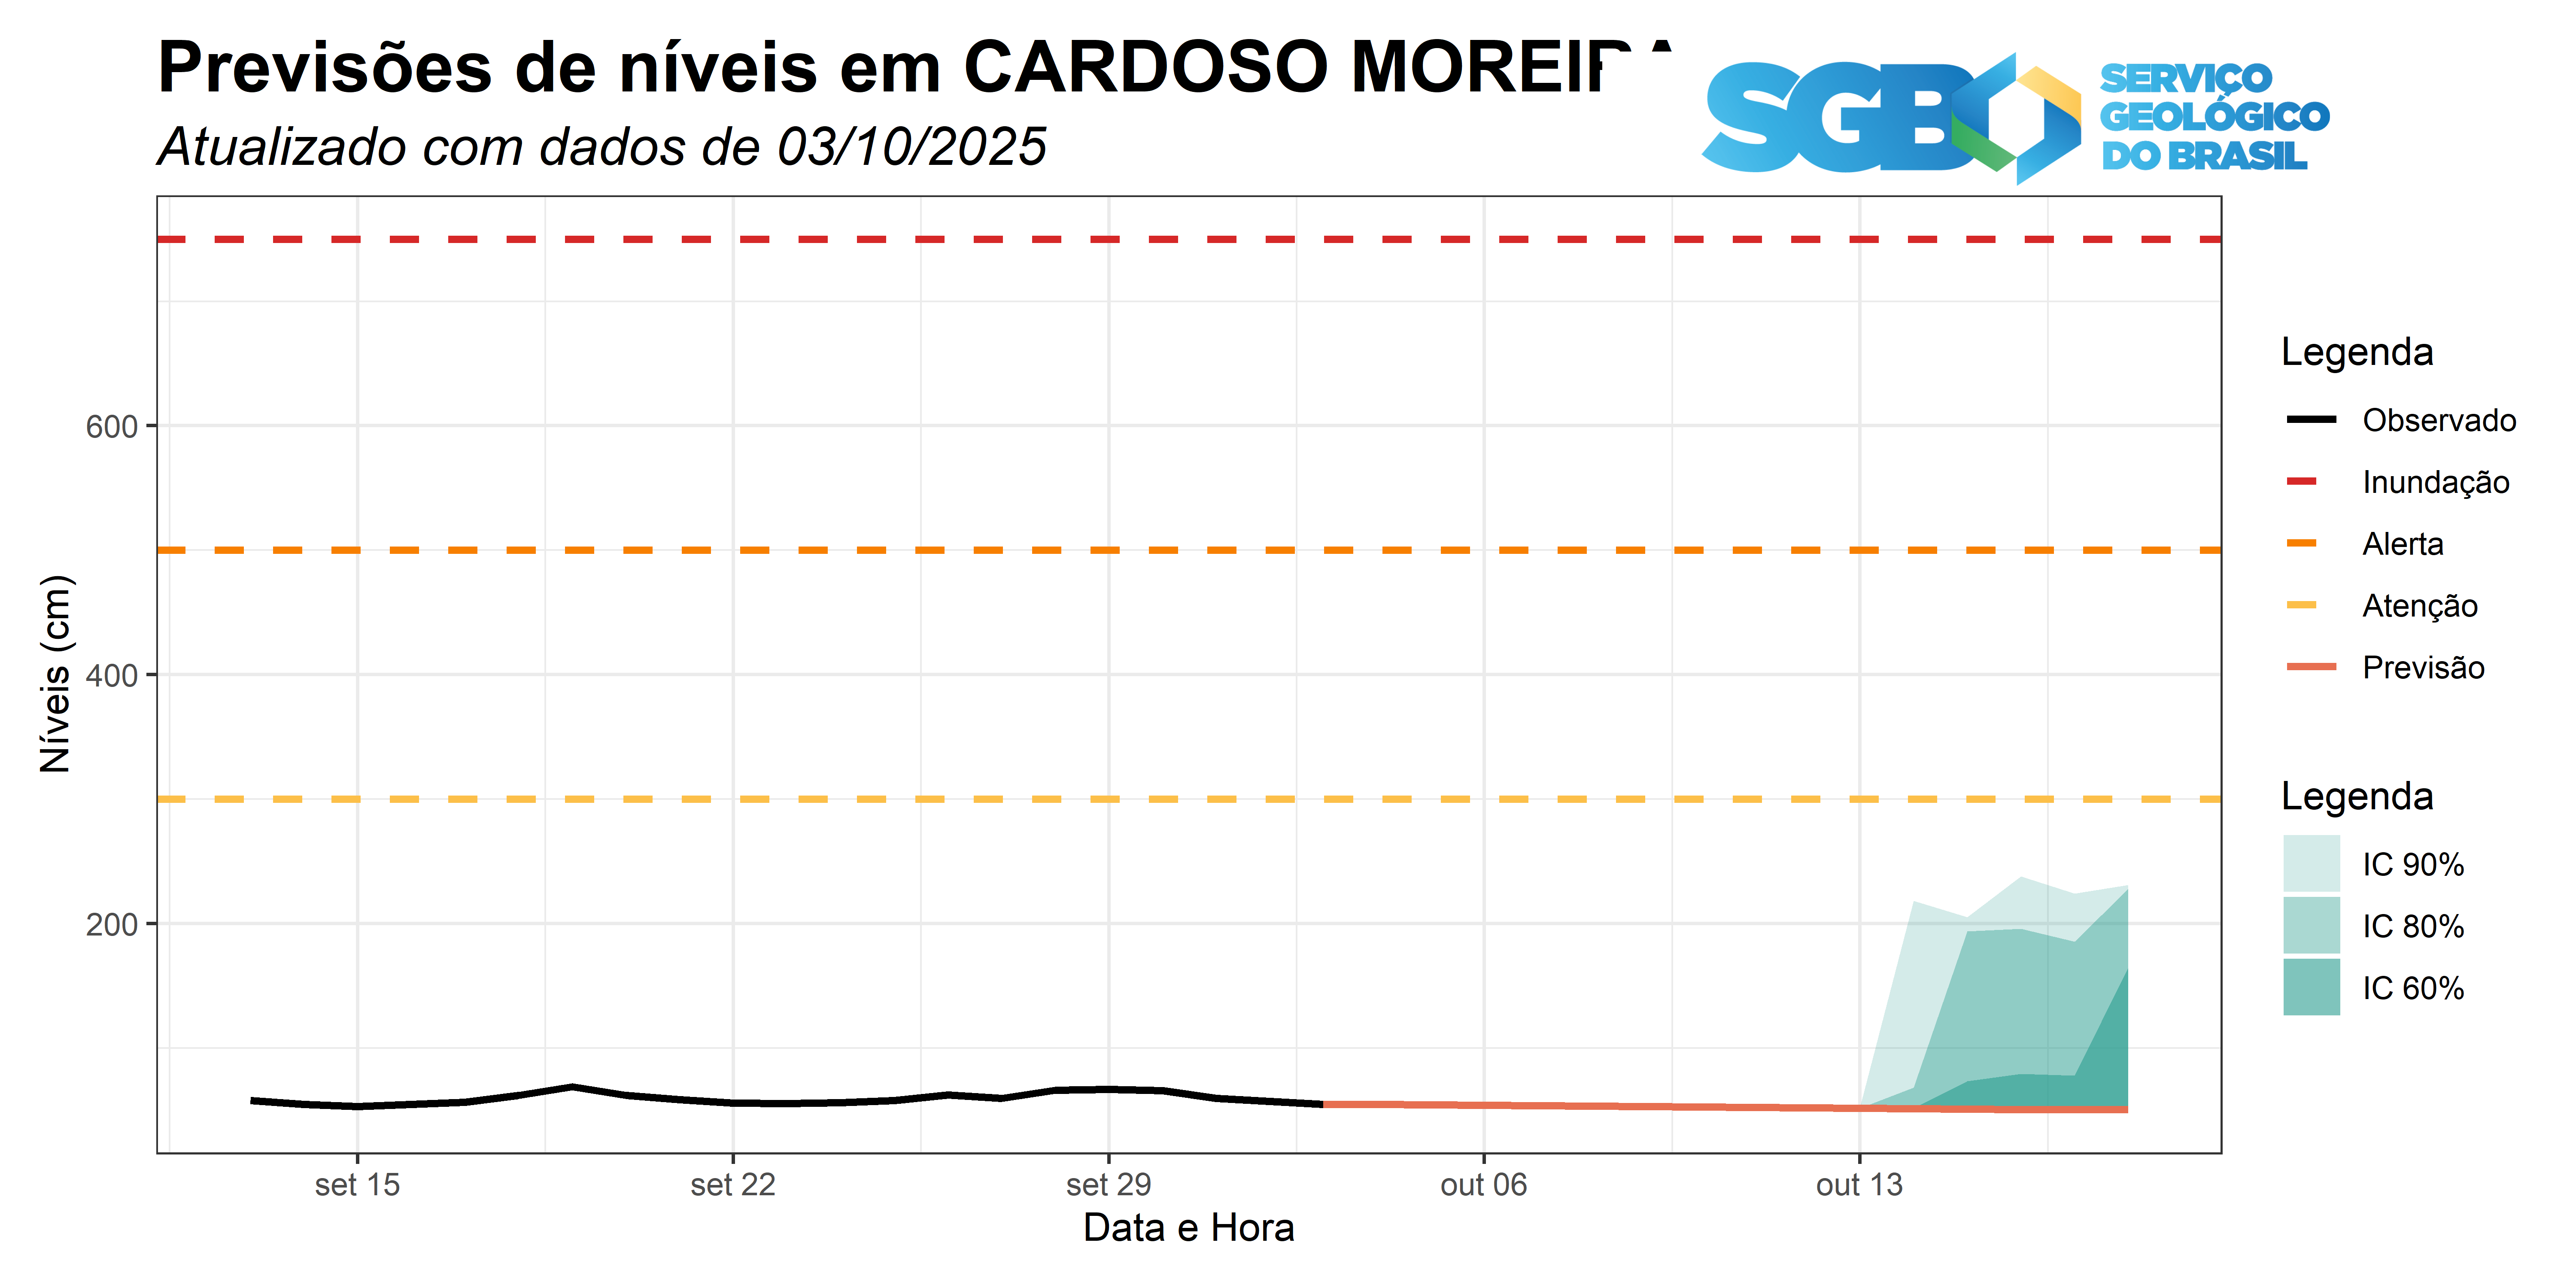 Previsões de níveis em CARDOSO MOREIRA
Atualizado com dados de 03/10/2025
SGB
SERVIÇO
GEOLÓGICO
DO BRASIL
Níveis (cm)
600
400
200
set 15
set 22
set 29
out 06
out 13
Data e Hora
Legenda
Observado
Inundação
Alerta
Atenção
Previsão
Legenda
IC 90%
IC 80%
IC 60%